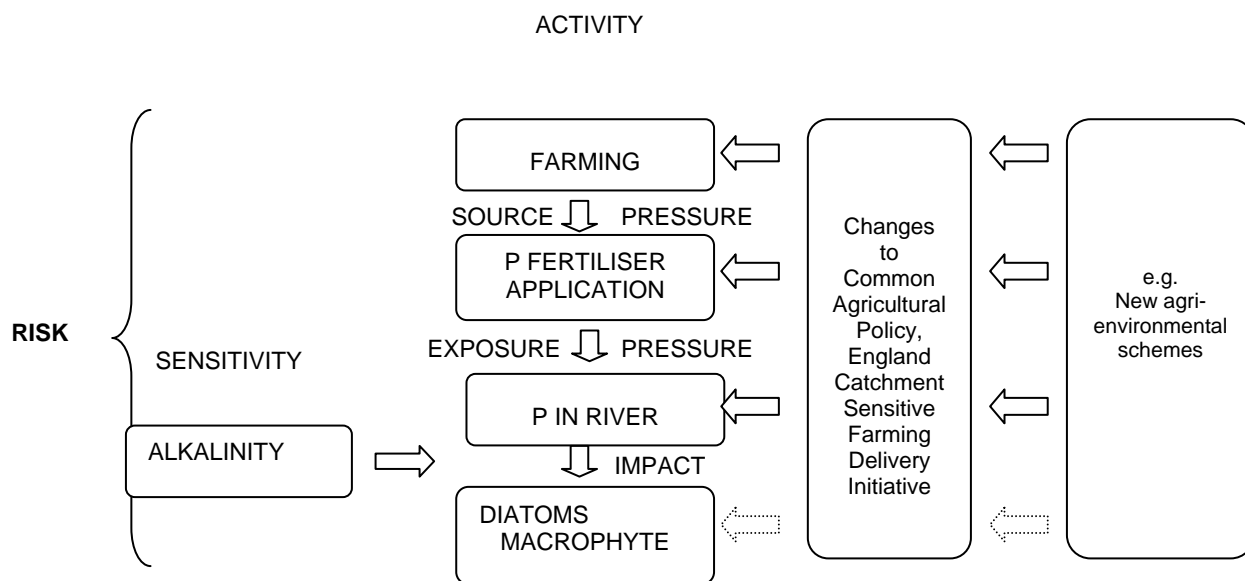 ACTIVITY
FARMING
SOURCE PRESSURE
P FERTILISER
APPLICATION
EXPOSURE PRESSURE
P IN RIVER
IMPACT
DIATOMS
MACROPHYTE
RISK
SENSITIVITY
ALKALINITY
Changes
to
Common
Agricultural
Policy,
England
Catchment
Sensitive
Farming
Delivery
Initiative
e.g.
New agri-
environmental
schemes